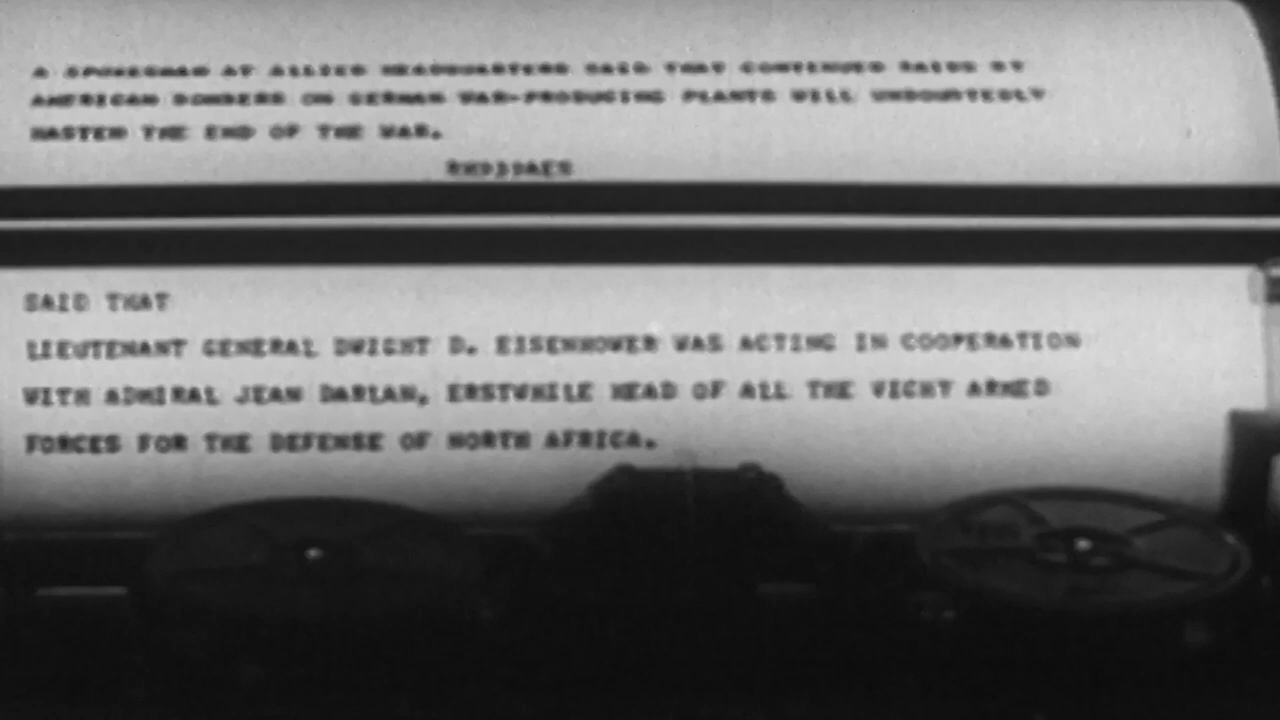 A SPOKESMAN AT ALLIED HEADQUARTERS SAID THAT CONTINUED RAIDS BY
AMERICAN BOMBERS ON GERMAN WAR-PRODUCING PLANTS WILL UNDOUBTEDLY
HASTEN THE END OF THE WAR.
SAID THAT
LIEUTENANT GENERAL DWIGHT D. EISENHOWER WAS ACTING IN COOPERATION
WITH ADMIRAL JEAN DARLAN, ERSTWHILE HEAD OF ALL THE VICHY ARMED
FORCES FOR THE DEFENSE OF NORTH AFRICA.